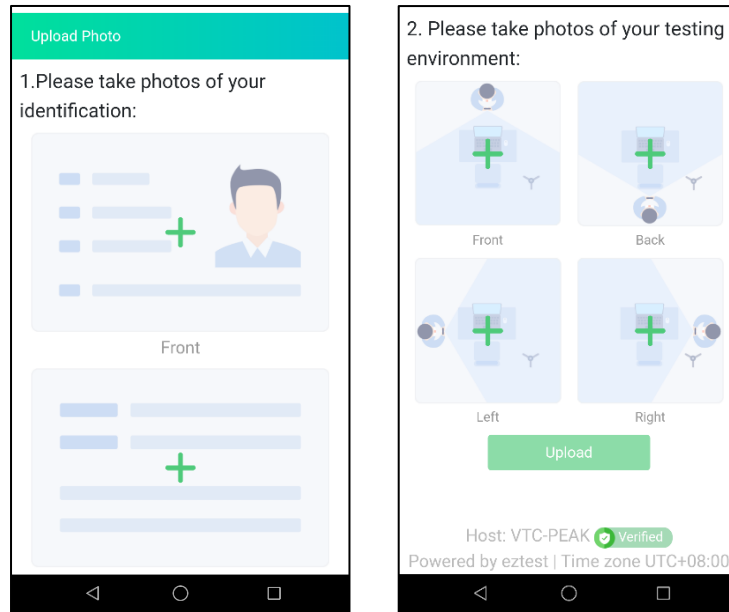 Upload Photo
1.Please take photos of your
identification:
Front
2. Please take photos of your testing
environment:
Front
Back
Left
Right
Upload
Host: VTC-PEAK Verified
Powered by eztest | Time zone UTC+08:00